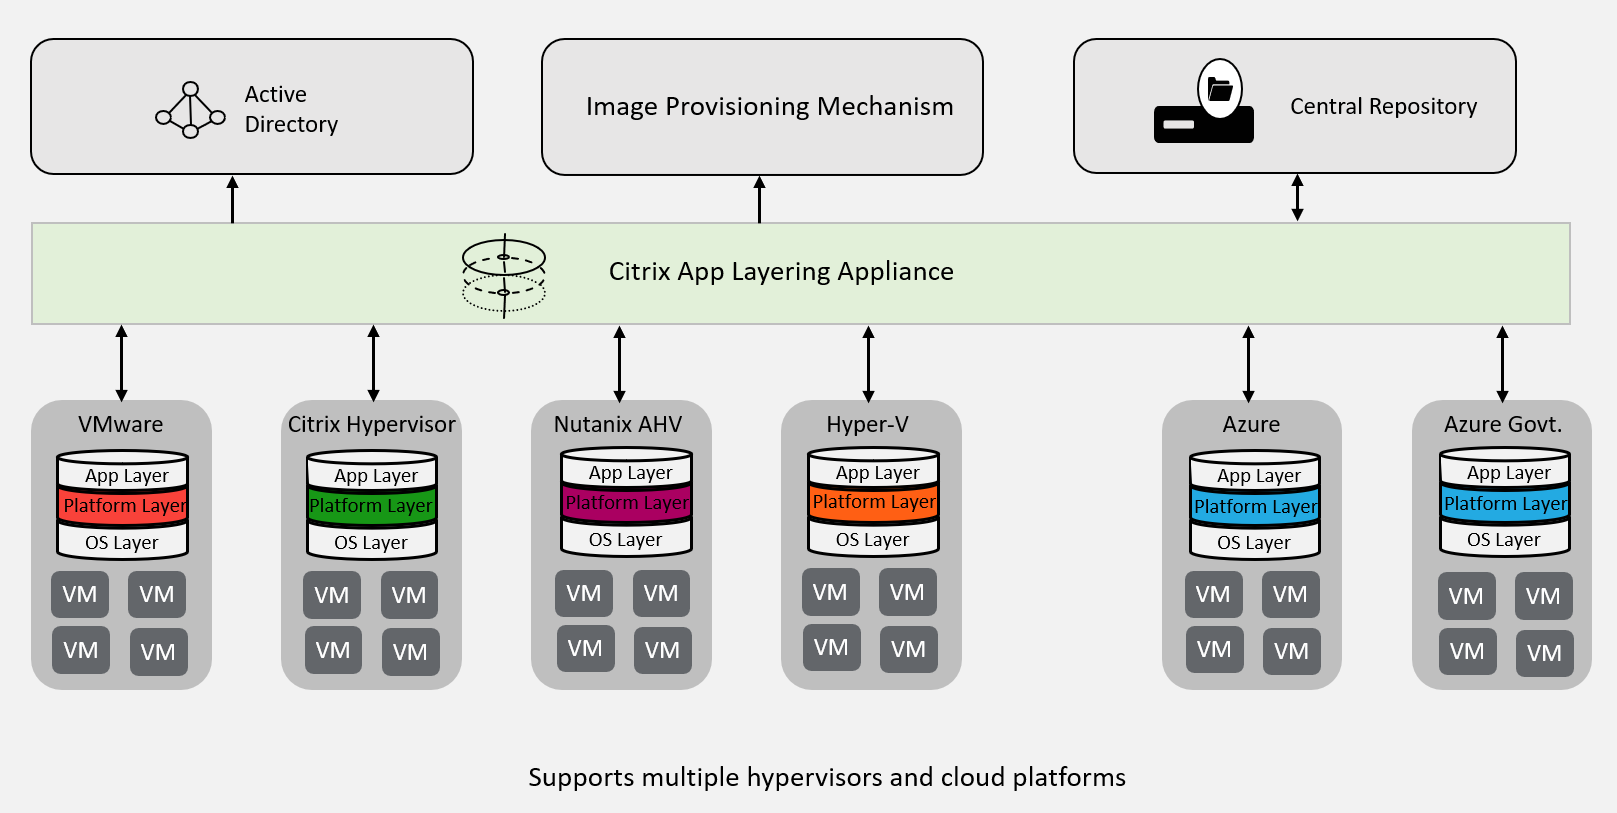 Active
Directory
Image Provisioning Mechanism
Central Repository
Citrix App Layering Appliance
VMware
App Layer
Platform Layer
OS Layer
VM VM
VM VM
Citrix Hypervisor
App Layer
Platform Layer
OS Layer
VM VM
VM VM
Nutanix AHV
App Layer
Platform Layer
OS Layer
VM VM
VM VM
Hyper-V
App Layer
Platform Layer
OS Layer
VM VM
VM VM
Azure
App Layer
Platform Layer
OS Layer
VM VM
VM VM
Azure Govt.
App Layer
Platform Layer
OS Layer
VM VM
VM VM
Supports multiple hypervisors and cloud platforms